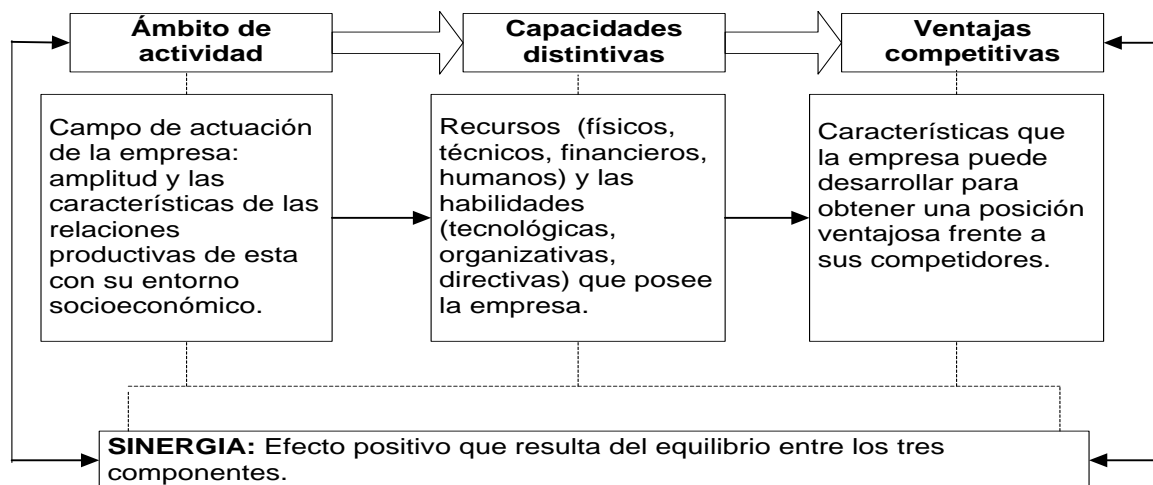 Ámbito de
actividad
Capacidades
distintivas
Ventajas
competitivas
Campo de actuación
de la empresa:
amplitud y las
características de las
relaciones
productivas de esta
con su entorno
socioeconómico.
Recursos (físicos,
técnicos, financieros,
humanos) y las
habilidades
(tecnológicas,
organizativas,
directivas) que posee
la empresa.
Características que
la empresa puede
desarrollar para
obtener una posición
ventajosa frente a
sus competidores.
SINERGIA: Efecto positivo que resulta del equilibrio entre los tres
componentes.